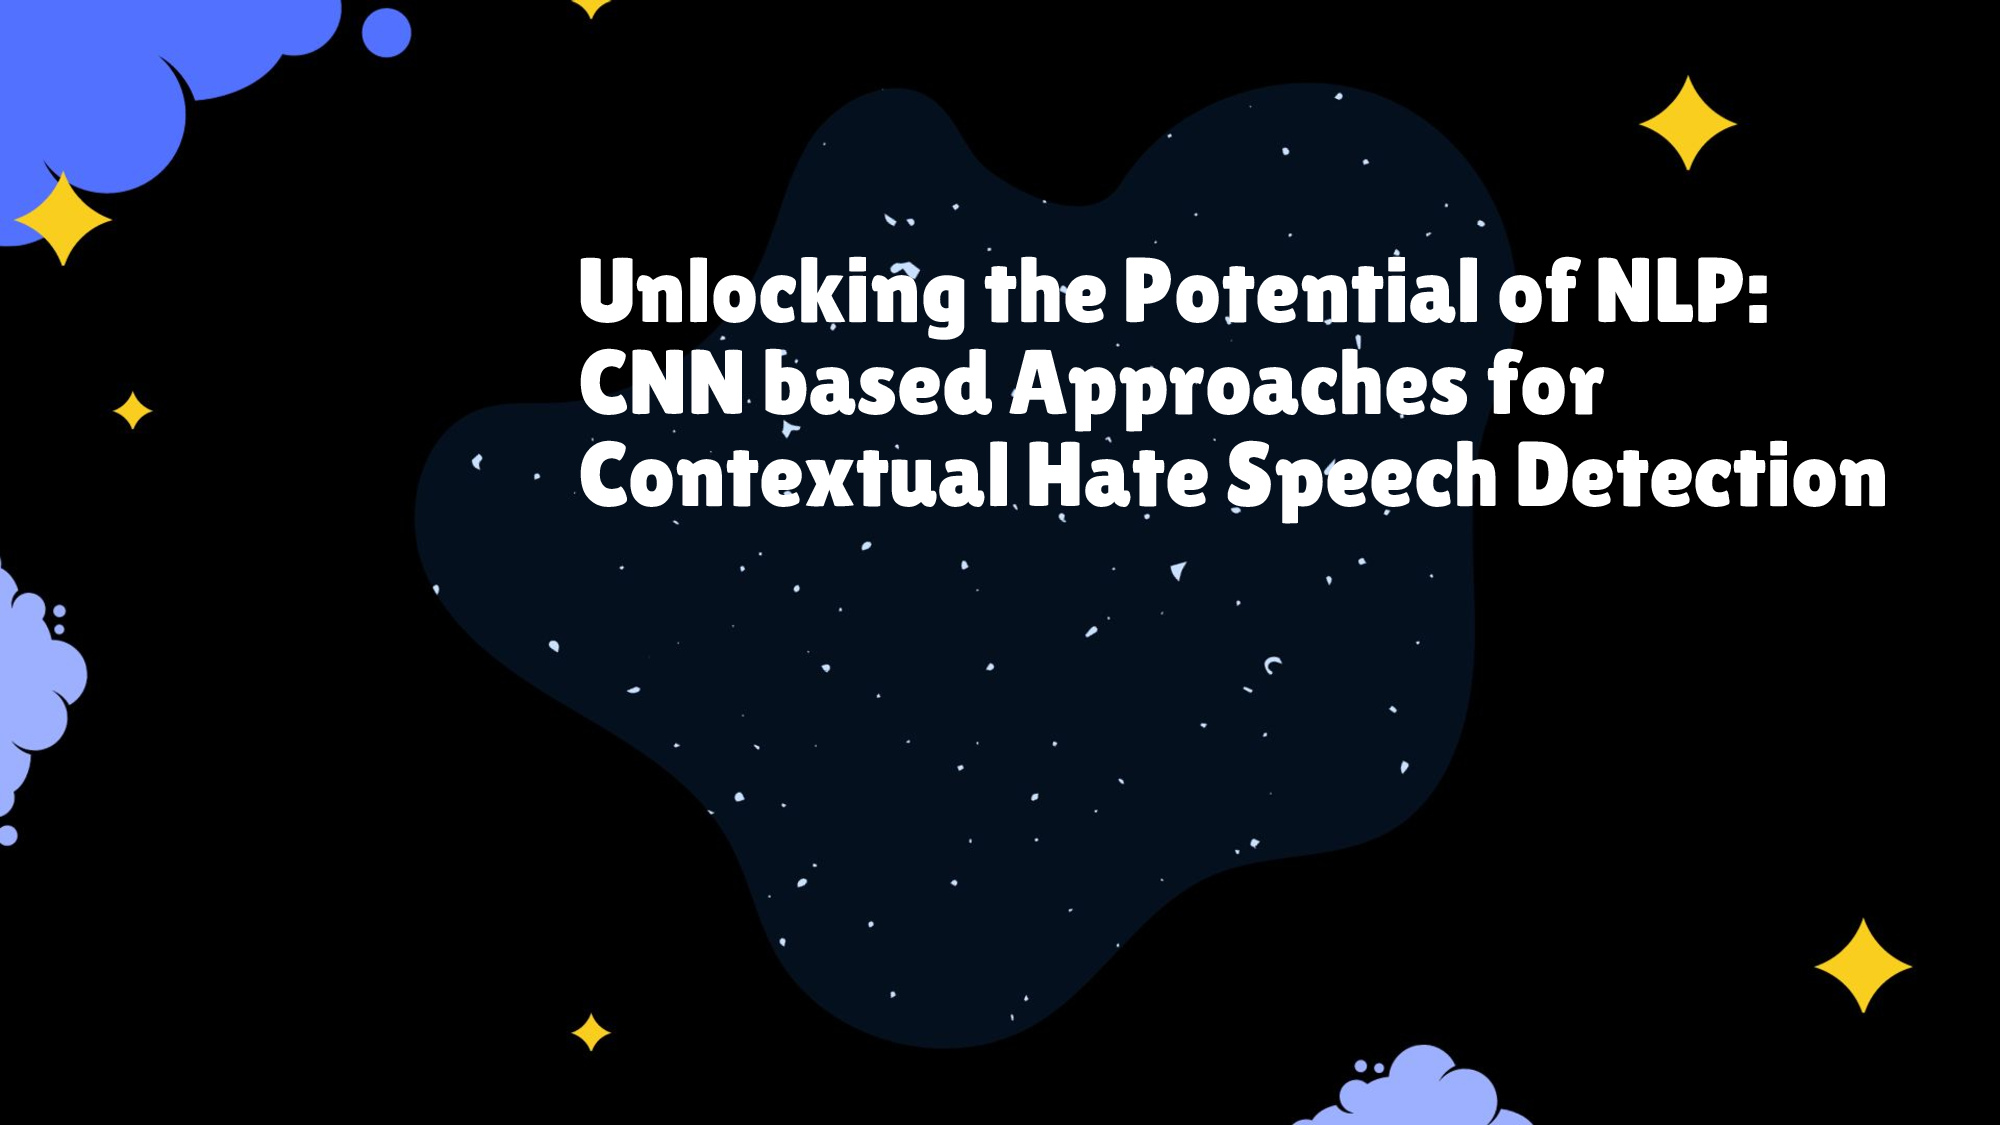 Unlocking the Potential of NLP:
CNN based Approaches for
Contextual Hate Speech Detection